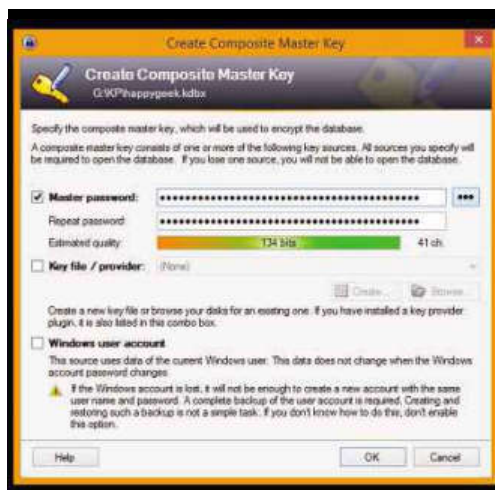 Create Composite Master Key
Create Composite Master Key
G:\KP\happygeek.kdbx
Specify the composite master key, which will be used to encrypt the database.
A composite master key consists of one or more of the following key sources. All sources you specify will
be required to open the database. If you lose one source, you will not be able to open the database.
Master password:
Repeat password:
Estimated quality: 134 bits 41 ch.
Key file / provider: (None)
Create... Browse...
Create a new key file or browse your disks for an existing one. If you have installed a key provider
plugin, it is also listed in this combo box.
Windows user account
This source uses data of the current Windows user. This data does not change when the Windows
account password changes.
If the Windows account is lost, it will not be enough to create a new account with the same
user name and password. A complete backup of the user account is required. Creating and
restoring such a backup is not a simple task. If you don't know how to do this, don't enable
this option.
Help OK Cancel